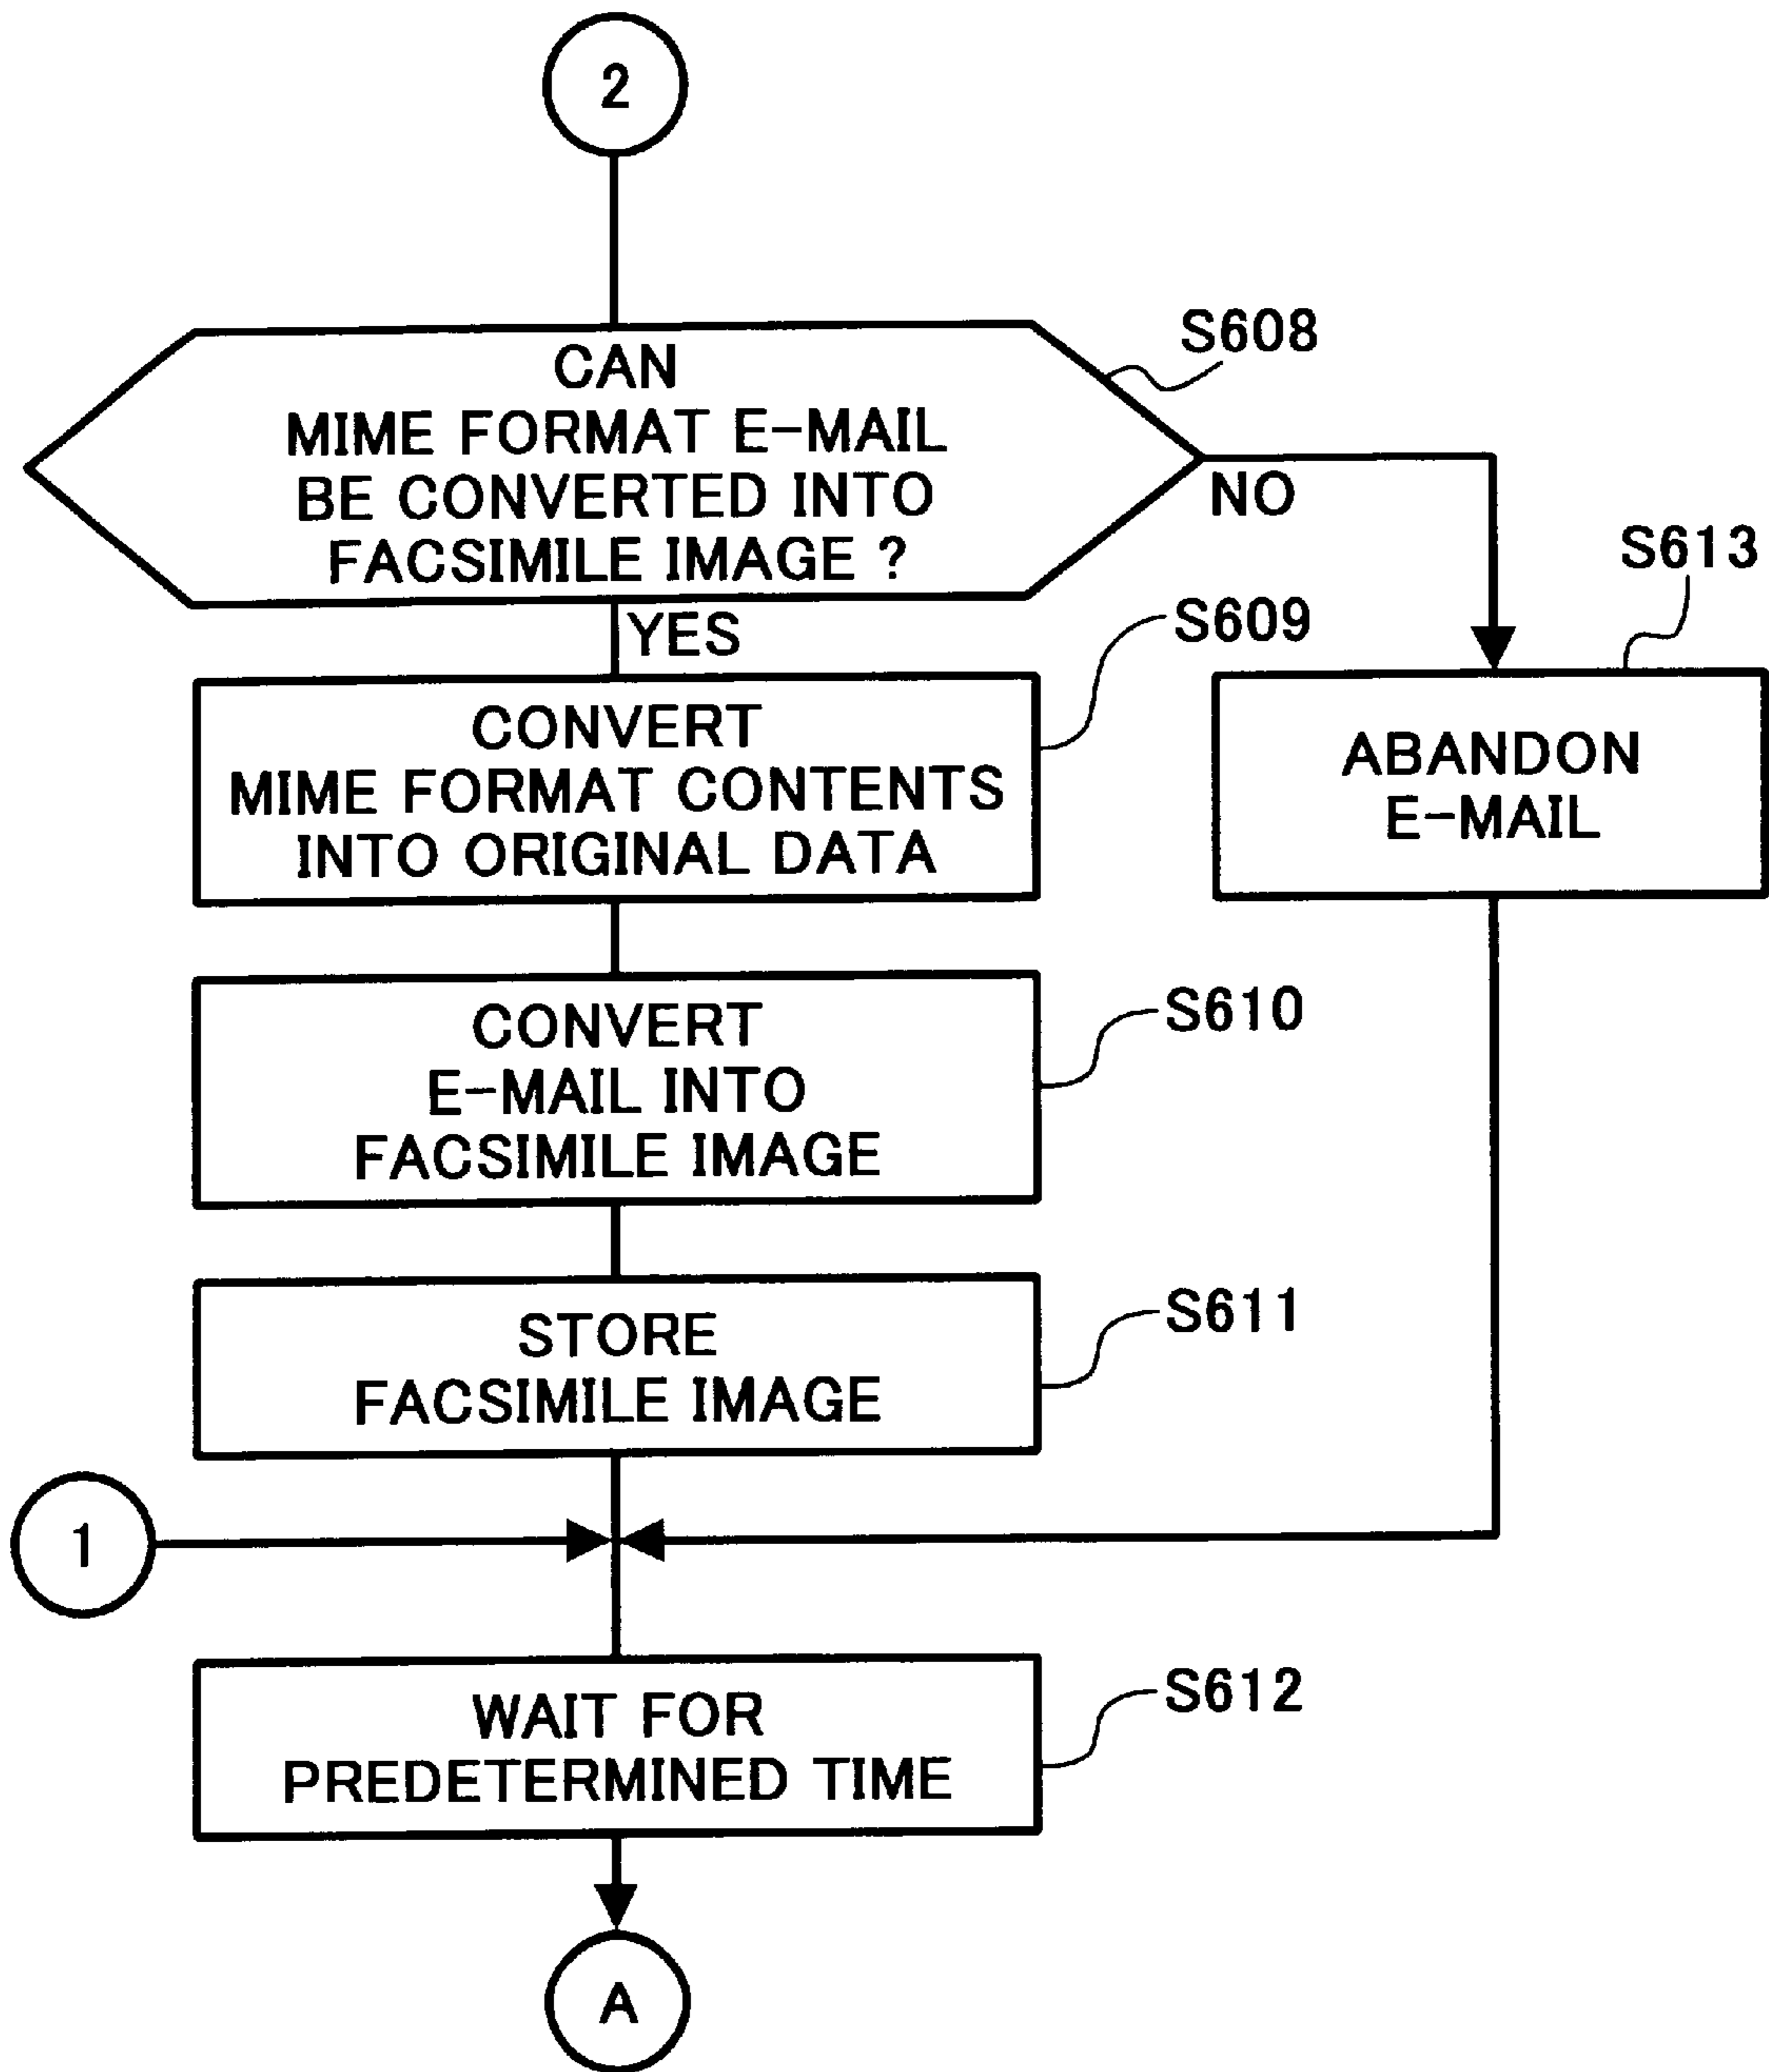 2
CAN
MIME FORMAT E-MAIL
BE CONVERTED INTO
FACSIMILE IMAGE ?
S608
NO
YES
S613
ABANDON
E-MAIL
S609
CONVERT
MIME FORMAT CONTENTS
INTO ORIGINAL DATA
S610
CONVERT
E-MAIL INTO
FACSIMILE IMAGE
S611
STORE
FACSIMILE IMAGE
1
S612
WAIT FOR
PREDETERMINED TIME
A